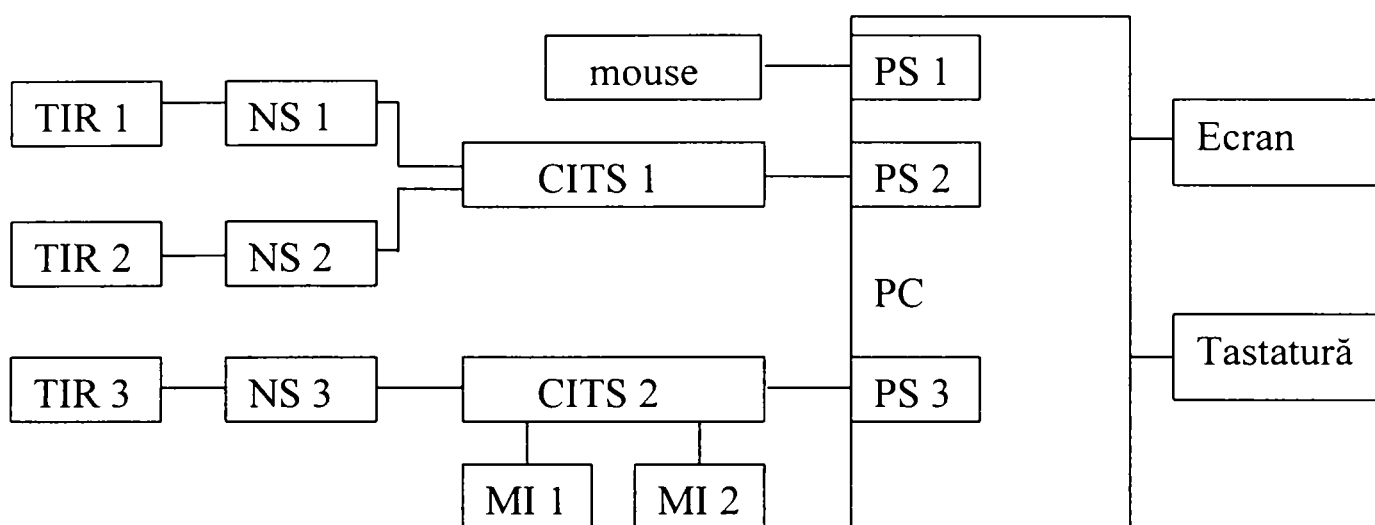 mouse
PS 1
TIR 1
NS 1
Ecran
CITS 1
PS 2
TIR 2
NS 2
PC
Tastatură
TIR 3
NS 3
CITS 2
PS 3
MI 1
MI 2